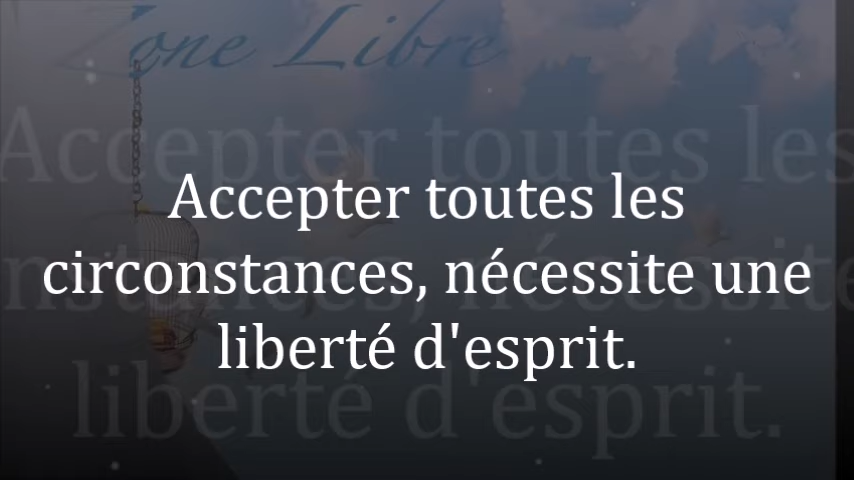 Zone Libre
Accepter toutes les
circonstances, nécessite une
liberté d'esprit.